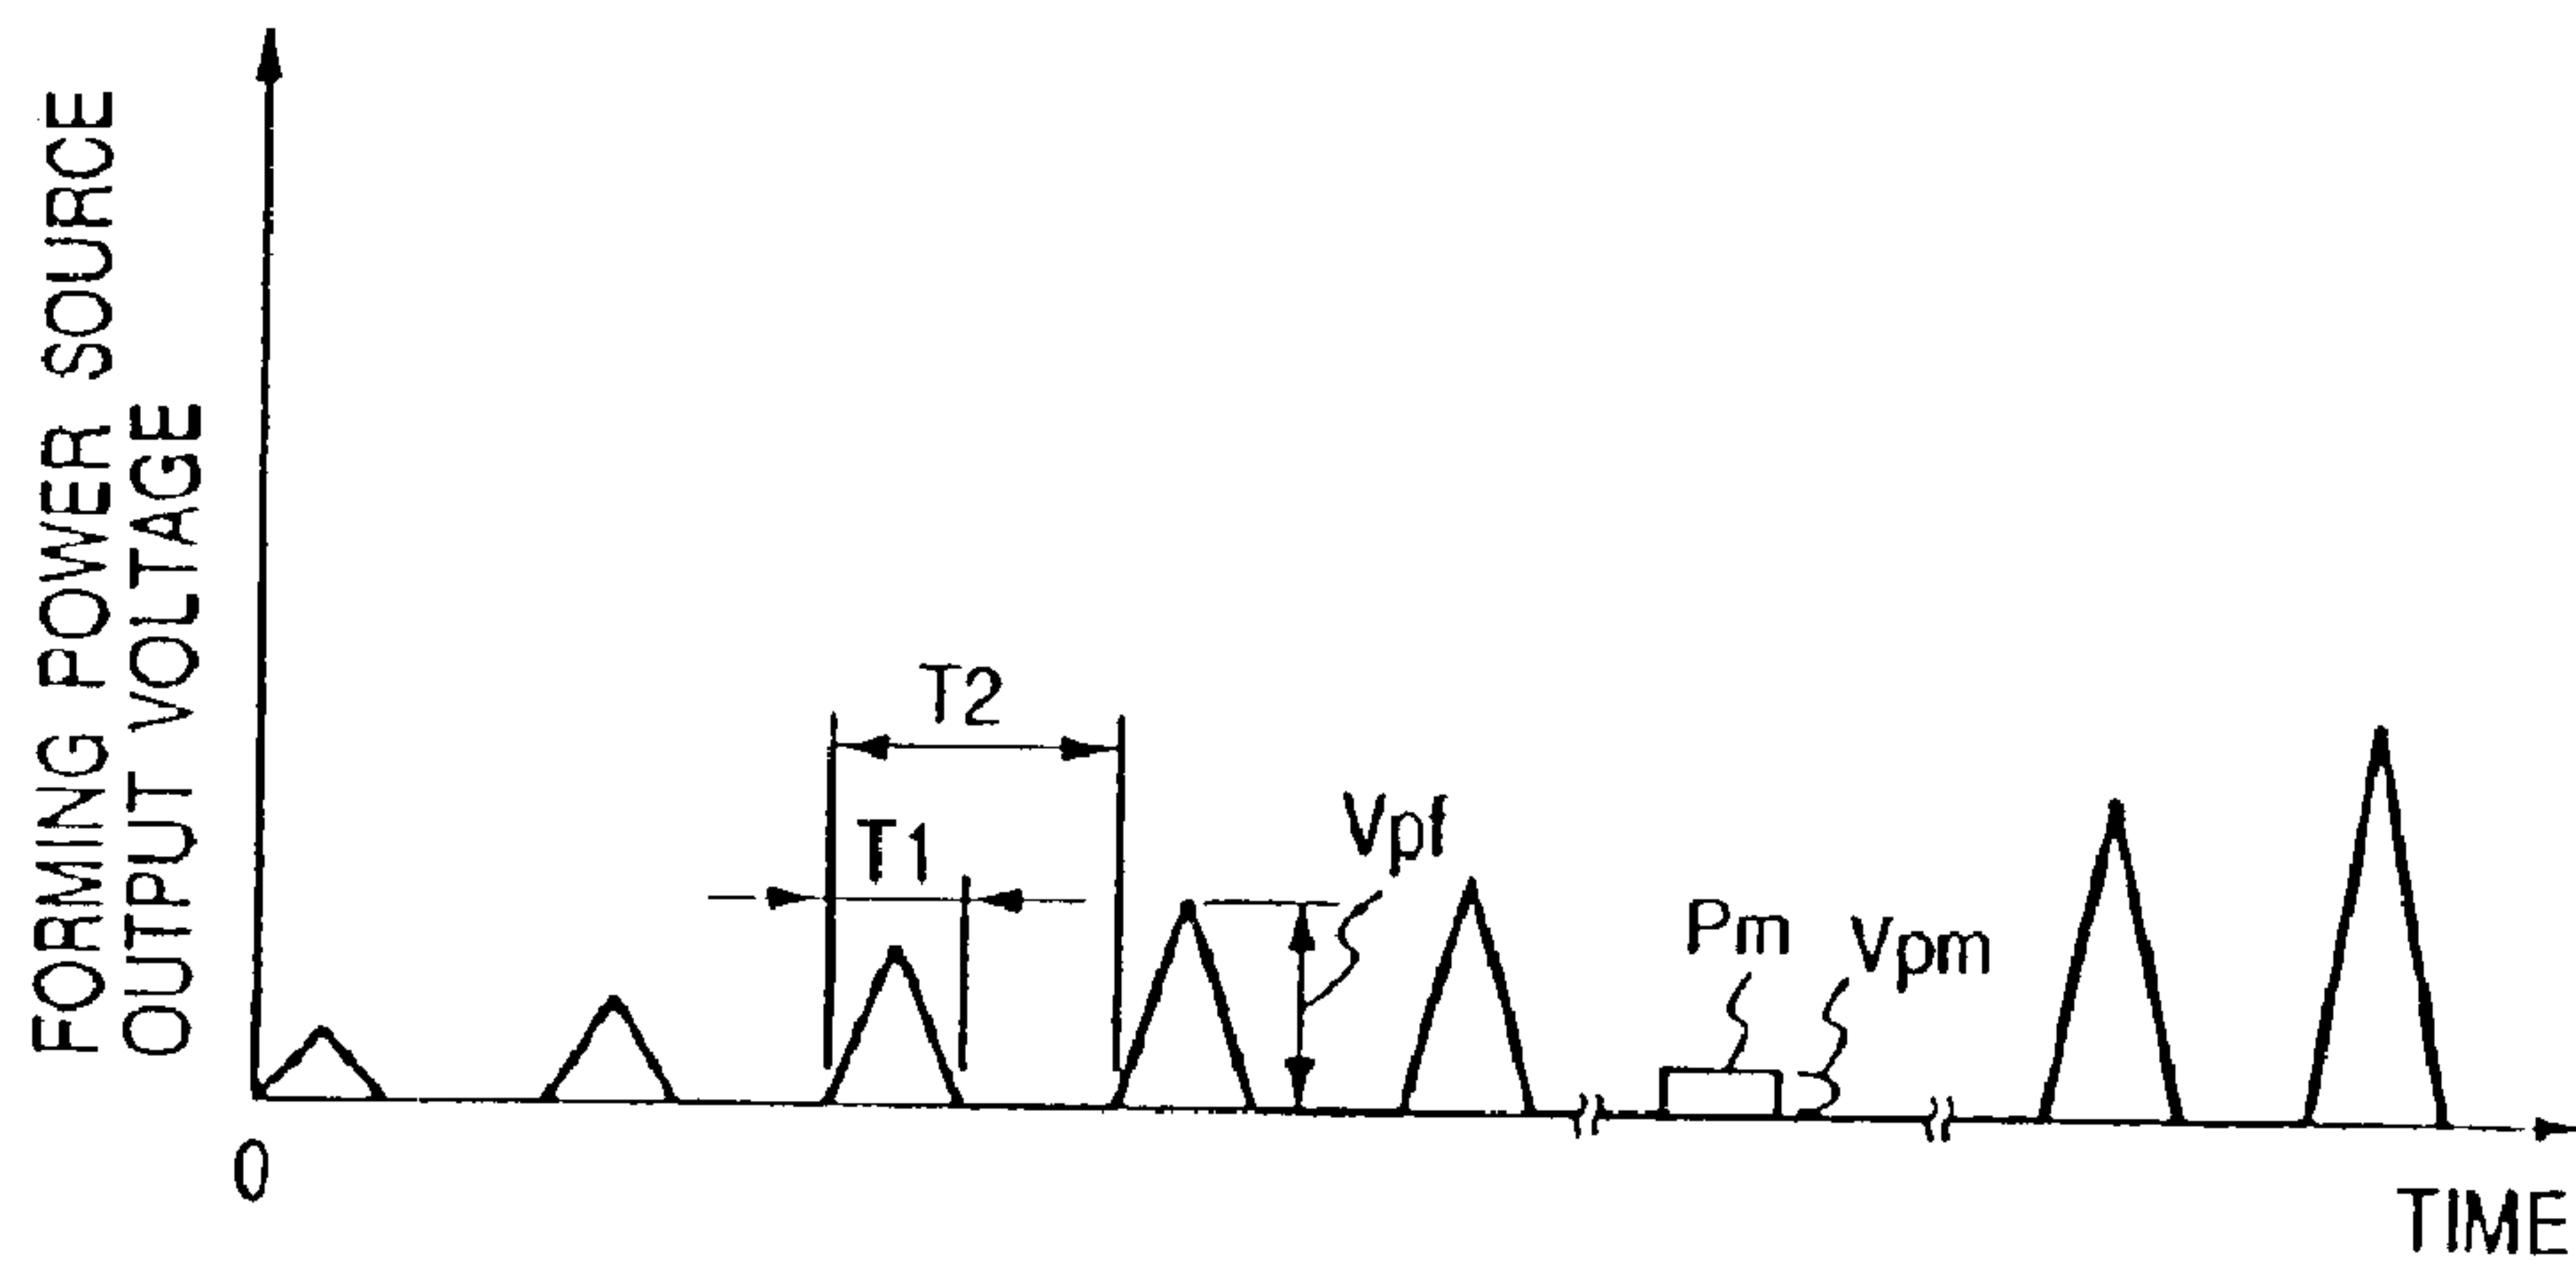 FORMING POWER SOURCE
OUTPUT VOLTAGE
T2
T1
Vpf
Pm
Vpm
0
TIME